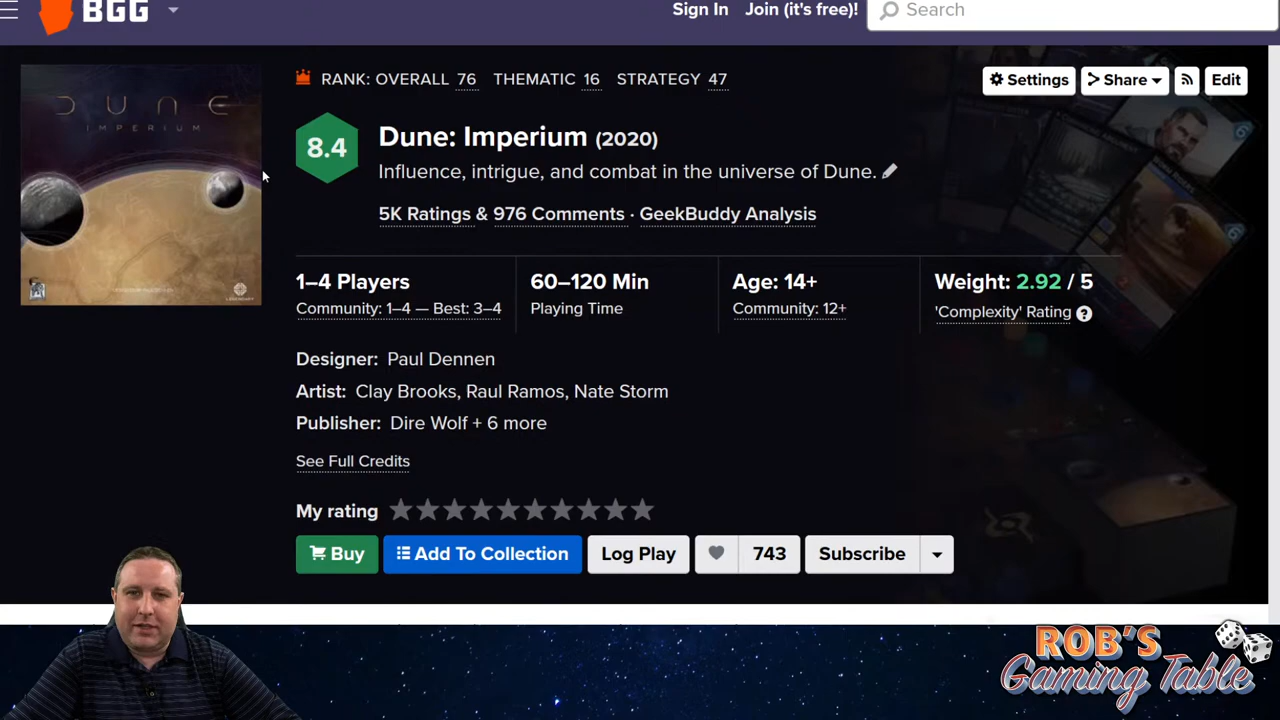 BGG
Sign In Join (it's free)! Search
DUNE
IMPERIUM
RANK: OVERALL 76 THEMATIC 16 STRATEGY 47
Settings Share Edit
8.4
Dune: Imperium (2020)
Influence, intrigue, and combat in the universe of Dune.
5K Ratings & 976 Comments · GeekBuddy Analysis
1–4 Players 60–120 Min Age: 14+ Weight: 2.92 / 5
Community: 1–4 — Best: 3–4 Playing Time Community: 12+ 'Complexity' Rating ?
Designer: Paul Dennen
Artist: Clay Brooks, Raul Ramos, Nate Storm
Publisher: Dire Wolf + 6 more
See Full Credits
My rating
Buy Add To Collection Log Play 743 Subscribe
ROB'S
Gaming Table